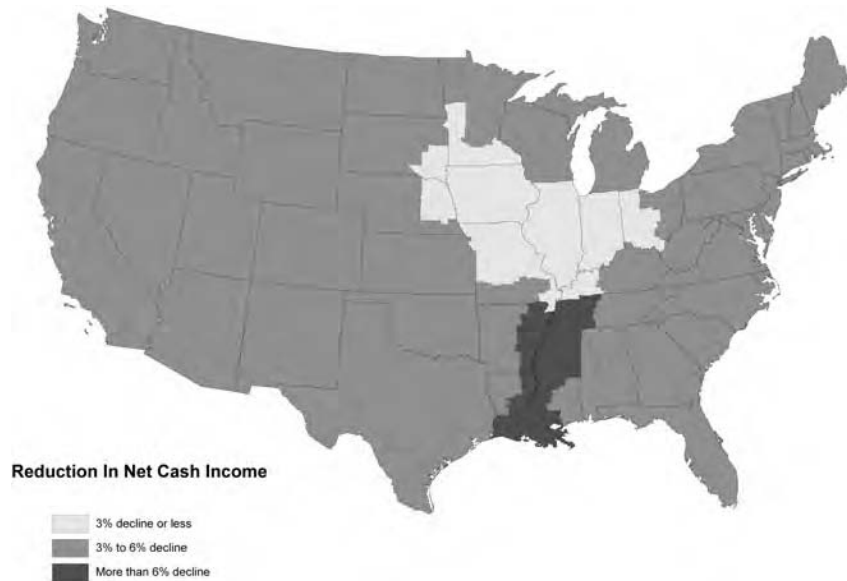 Reduction In Net Cash Income
3% decline or less
3% to 6% decline
More than 6% decline